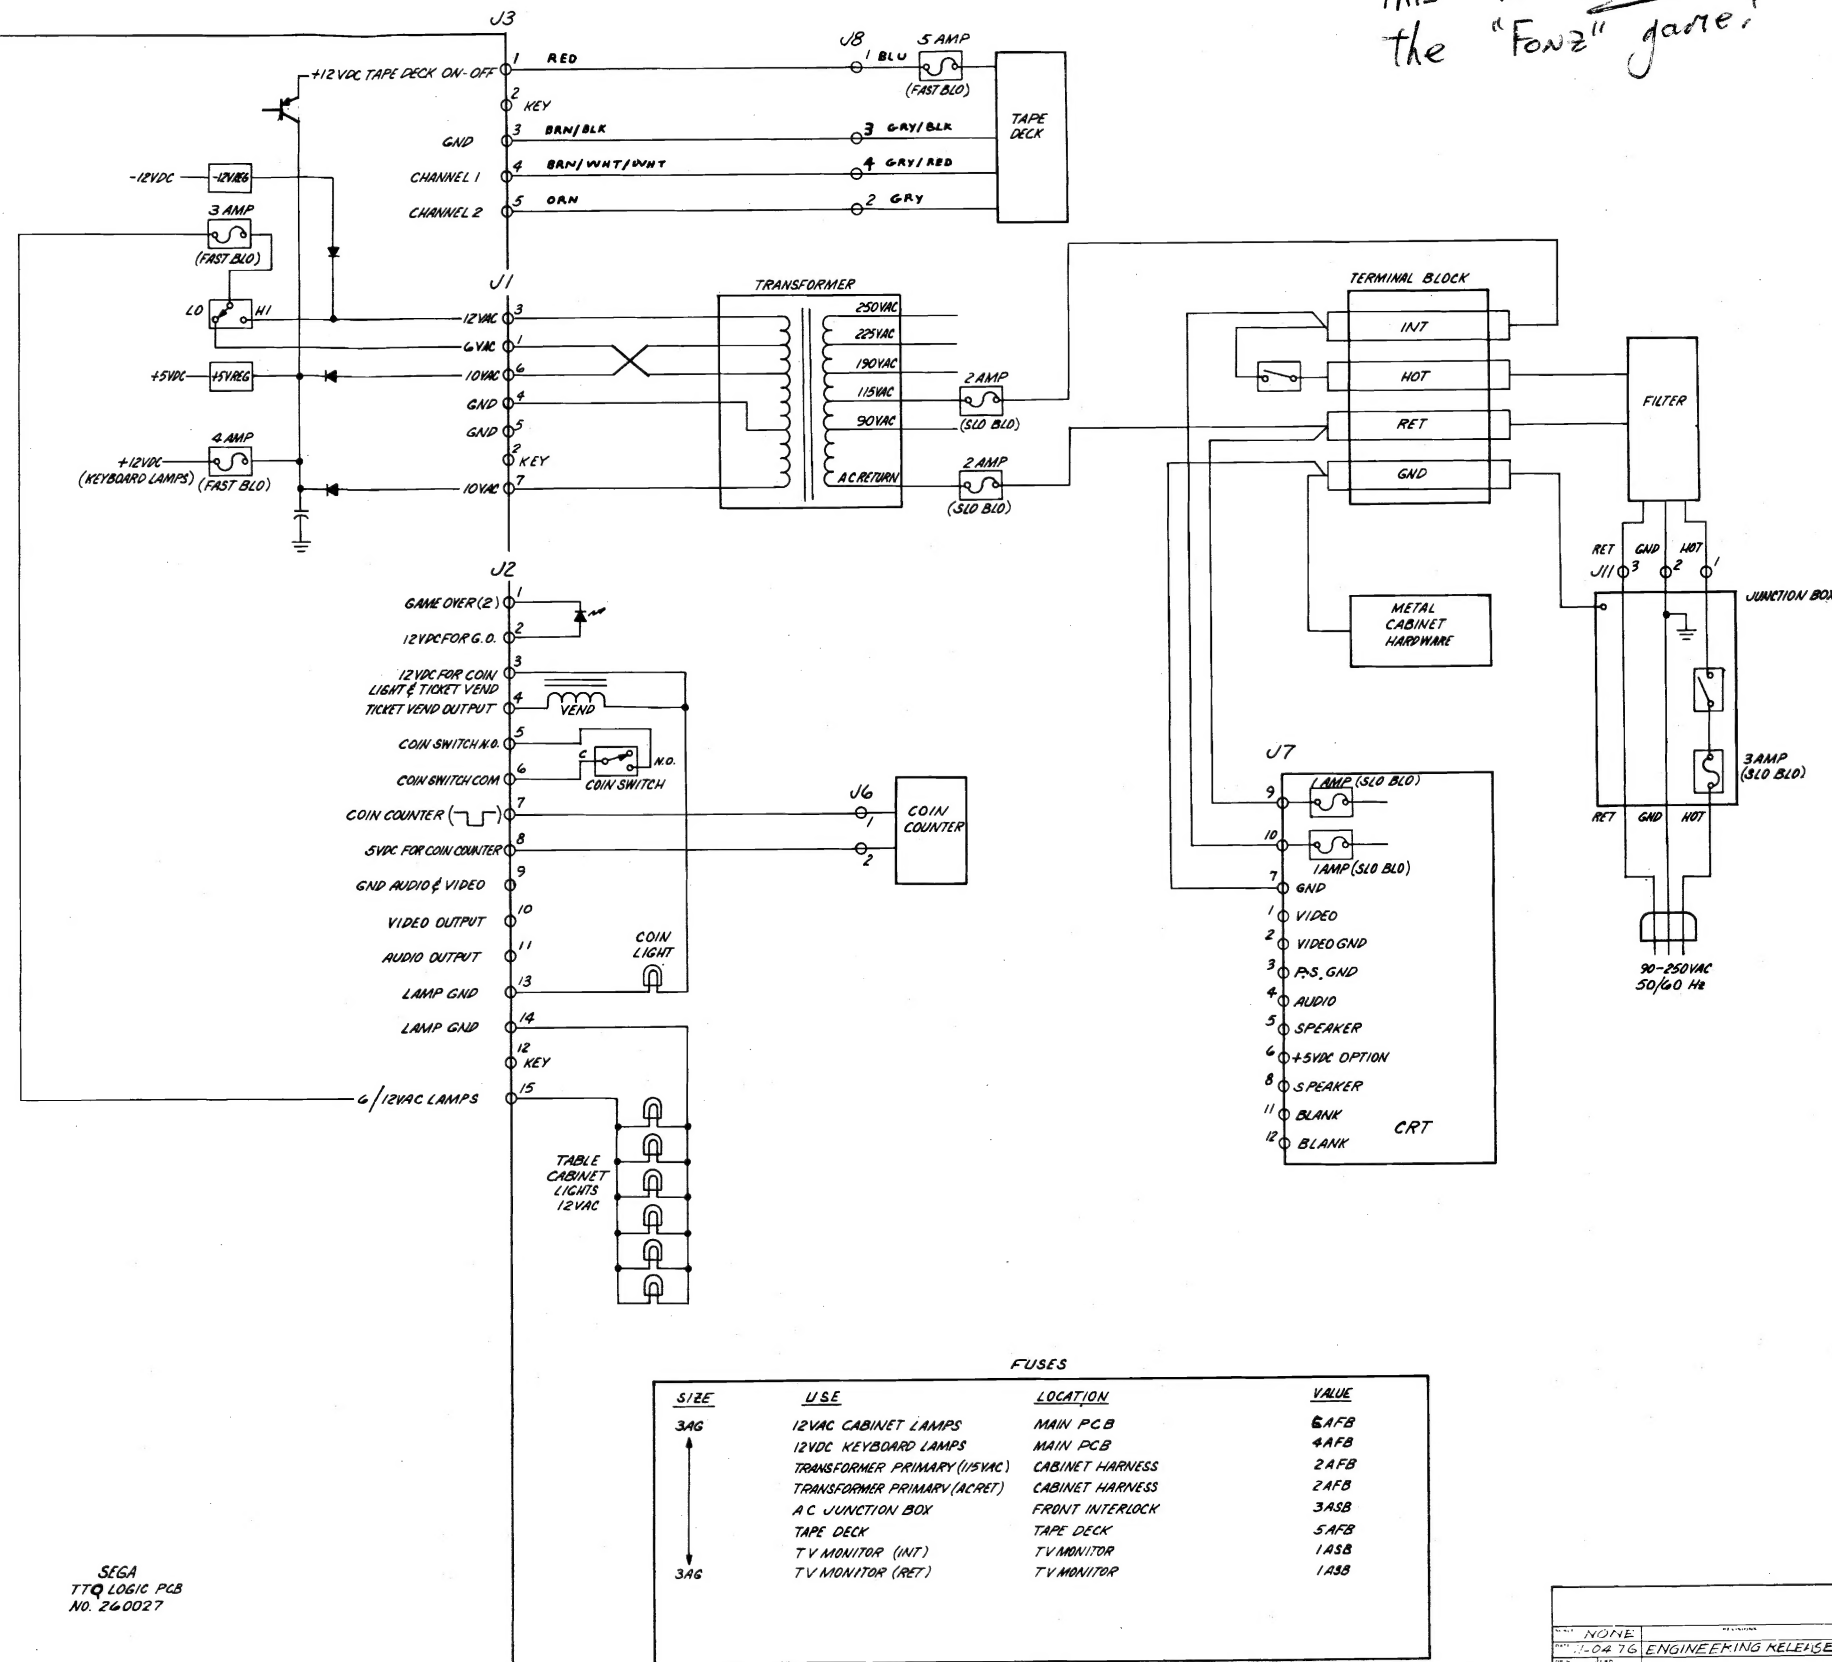 the "FONZ" game!
J3
+12VDC TAPE DECK ON-OFF
1
RED
J8
1 BLU
5 AMP
(FAST BLO)
TAPE
DECK
2
KEY
GND
3
BRN/BLK
3 GRY/BLK
CHANNEL 1
4
BRN/WHT/WHT
4 GRY/RED
CHANNEL 2
5
ORN
2 GRY
-12VDC
-12VREG
3 AMP
(FAST BLO)
LO
HI
J1
12VAC
3
6VAC
1
+5VDC
+5VREG
10VAC
6
GND
4
GND
5
2
KEY
10VAC
7
4 AMP
+12VDC
(KEYBOARD LAMPS)
(FAST BLO)
TRANSFORMER
250VAC
225VAC
190VAC
115VAC
90VAC
AC RETURN
2 AMP
(SLO BLO)
2 AMP
(SLO BLO)
TERMINAL BLOCK
INT
HOT
RET
GND
FILTER
METAL
CABINET
HARDWARE
RET
GND
HOT
J11
3
2
1
JUNCTION BOX
3AMP
(SLO BLO)
RET
GND
HOT
90-250VAC
50/60 Hz
J2
GAME OVER (2)
1
12VDC FOR G.O.
2
12VDC FOR COIN
LIGHT & TICKET VEND
3
TICKET VEND OUTPUT
4
VEND
COIN SWITCH N.O.
5
C
N.O.
COIN SWITCH COM
6
COIN SWITCH
COIN COUNTER ( )
7
J6
1
COIN
COUNTER
5VDC FOR COIN COUNTER
8
2
GND AUDIO & VIDEO
9
VIDEO OUTPUT
10
AUDIO OUTPUT
11
COIN
LIGHT
LAMP GND
13
LAMP GND
14
12
KEY
6/12VAC LAMPS
15
TABLE
CABINET
LIGHTS
12VAC
J7
9
1 AMP (SLO BLO)
10
1 AMP (SLO BLO)
7 GND
1 VIDEO
2 VIDEO GND
3 P.S. GND
4 AUDIO
5 SPEAKER
6 +5VDC OPTION
8 SPEAKER
11 BLANK
12 BLANK
CRT
FUSES
SIZE USE LOCATION VALUE
3AG 12VAC CABINET LAMPS MAIN PCB
12VDC KEYBOARD LAMPS MAIN PCB 4AFB
TRANSFORMER PRIMARY (115VAC) CABINET HARNESS 2AFB
TRANSFORMER PRIMARY (ACRET) CABINET HARNESS 2AFB
AC JUNCTION BOX FRONT INTERLOCK 3ASB
TAPE DECK TAPE DECK 5AFB
TV MONITOR (INT) TV MONITOR 1ASB
3AG TV MONITOR (RET) TV MONITOR 1ASB
SEGA
TTQ LOGIC PCB
NO. 260027
NONE
ENGINEERING RELEASE